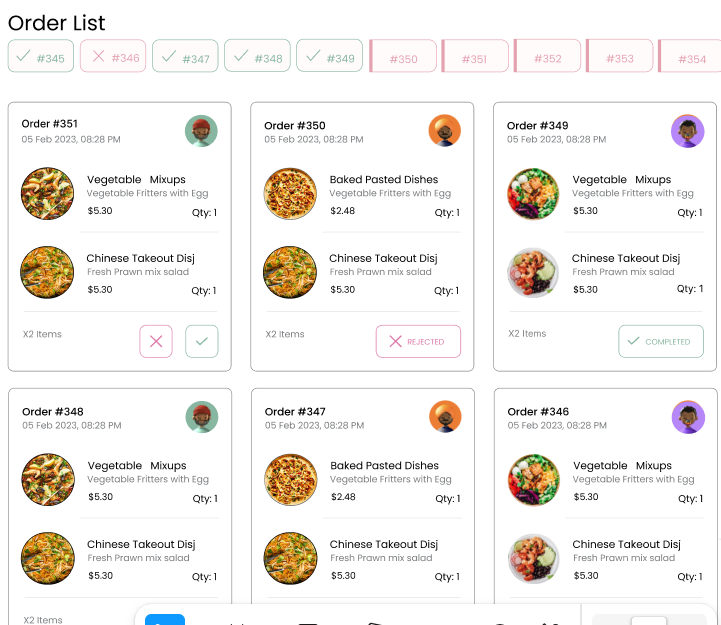 Order List
#345 #346 #347 #348 #349 #350 #351 #352 #353 #354
Order #351
05 Feb 2023, 08:28 PM
Vegetable Mixups
Vegetable Fritters with Egg
$5.30 Qty: 1
Chinese Takeout Disj
Fresh Prawn mix salad
$5.30 Qty: 1
X2 Items
Order #350
05 Feb 2023, 08:28 PM
Baked Pasted Dishes
Vegetable Fritters with Egg
$2.48 Qty: 1
Chinese Takeout Disj
Fresh Prawn mix salad
$5.30 Qty: 1
X2 Items REJECTED
Order #349
05 Feb 2023, 08:28 PM
Vegetable Mixups
Vegetable Fritters with Egg
$5.30 Qty: 1
Chinese Takeout Disj
Fresh Prawn mix salad
$5.30 Qty: 1
X2 Items COMPLETED
Order #348
05 Feb 2023, 08:28 PM
Vegetable Mixups
Vegetable Fritters with Egg
$5.30 Qty: 1
Chinese Takeout Disj
Fresh Prawn mix salad
$5.30 Qty: 1
X2 Items
Order #347
05 Feb 2023, 08:28 PM
Baked Pasted Dishes
Vegetable Fritters with Egg
$2.48 Qty: 1
Chinese Takeout Disj
Fresh Prawn mix salad
$5.30 Qty: 1
Order #346
05 Feb 2023, 08:28 PM
Vegetable Mixups
Vegetable Fritters with Egg
$5.30 Qty: 1
Chinese Takeout Disj
Fresh Prawn mix salad
$5.30 Qty: 1